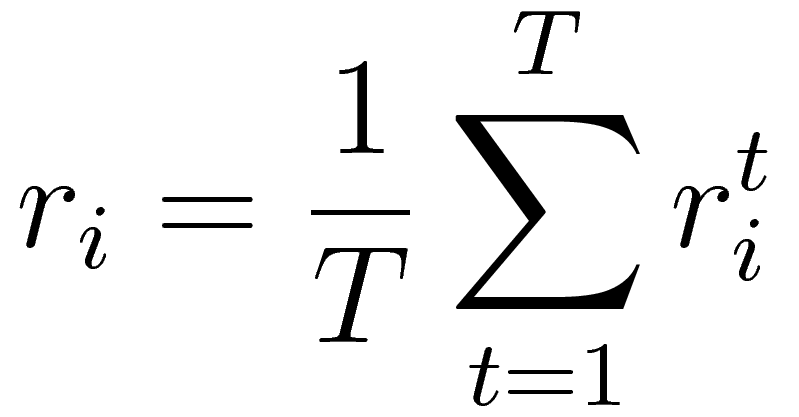 r_i = \frac{1}{T} \sum_{t=1}^{T} r_i^t